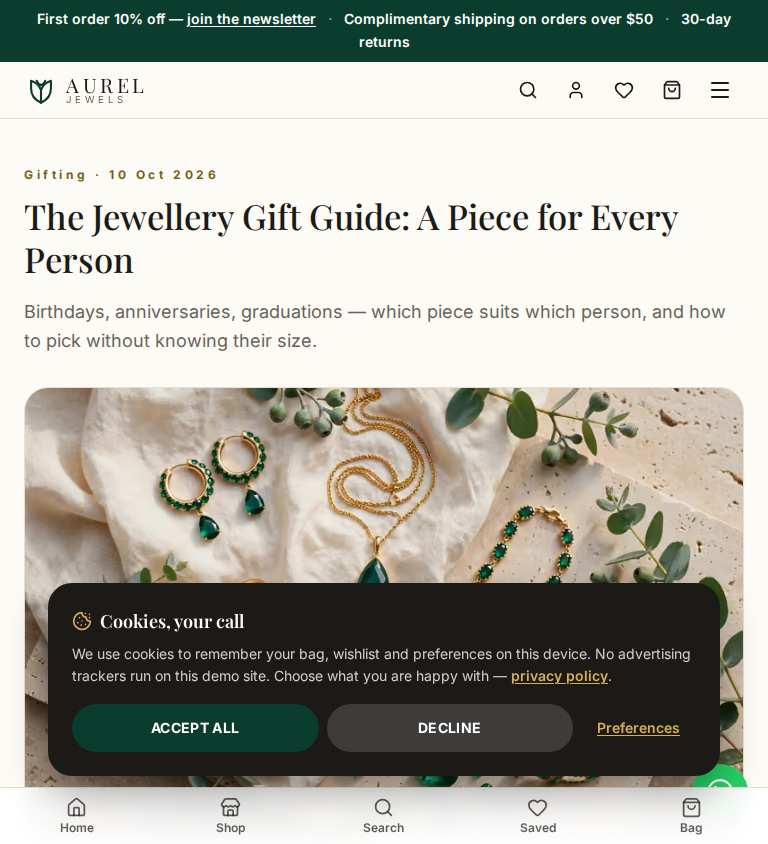 First order 10% off — join the newsletter · Complimentary shipping on orders over $50 · 30-day
returns
AUREL
JEWELS
Gifting · 10 Oct 2026
The Jewellery Gift Guide: A Piece for Every
Person
Birthdays, anniversaries, graduations — which piece suits which person, and how
to pick without knowing their size.
Cookies, your call
We use cookies to remember your bag, wishlist and preferences on this device. No advertising
trackers run on this demo site. Choose what you are happy with — privacy policy.
ACCEPT ALL DECLINE Preferences
Home Shop Search Saved Bag